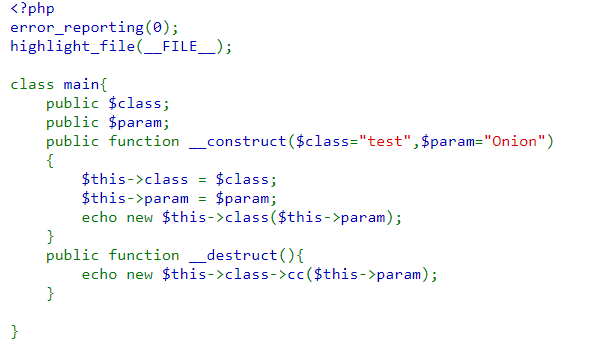 <?php
error_reporting(0);
highlight_file(__FILE__);
class main{
    public $class;
    public $param;
    public function __construct($class="test",$param="Onion")
    {
        $this->class = $class;
        $this->param = $param;
        echo new $this->class($this->param);
    }
    public function __destruct(){
        echo new $this->class->cc($this->param);
    }
}